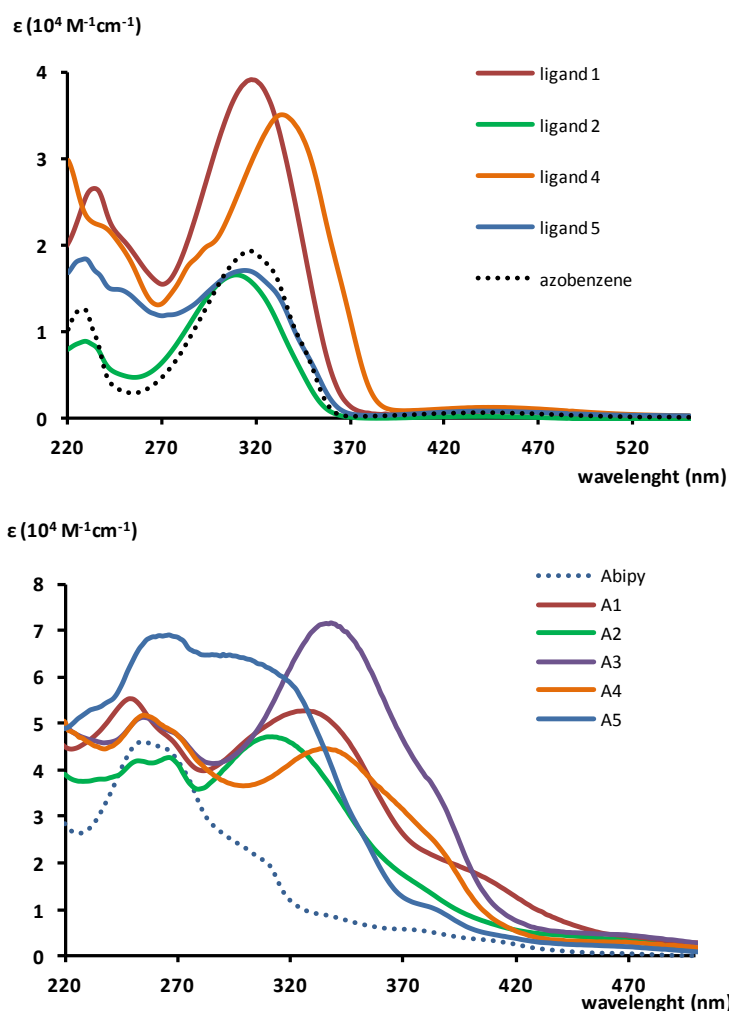 ε (10⁴ M⁻¹cm⁻¹)
4
3
2
1
0
220 270 320 370 420 470 520
wavelenght (nm)
ligand 1
ligand 2
ligand 4
ligand 5
azobenzene
ε (10⁴ M⁻¹cm⁻¹)
8
7
6
5
4
3
2
1
0
220 270 320 370 420 470
wavelenght (nm)
Abipy
A1
A2
A3
A4
A5